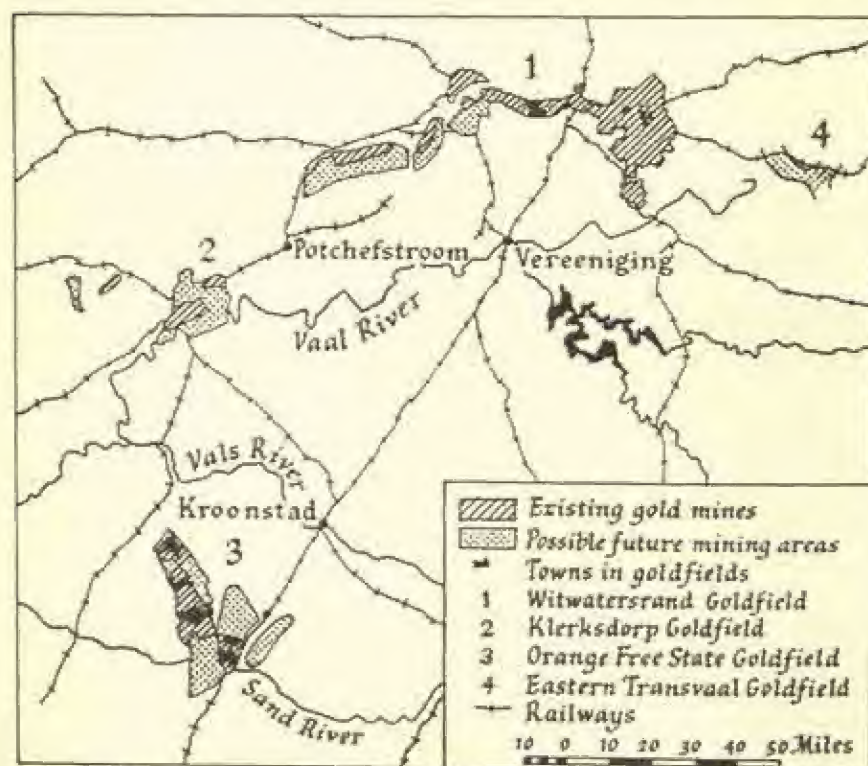 1
4
2
Potchefstroom
Vereeniging
Vaal River
Vals River
Kroonstad
3
Sand River
Existing gold mines
Possible future mining areas
Towns in goldfields
1 Witwatersrand Goldfield
2 Klerksdorp Goldfield
3 Orange Free State Goldfield
4 Eastern Transvaal Goldfield
Railways
10 0 10 20 30 40 50 Miles